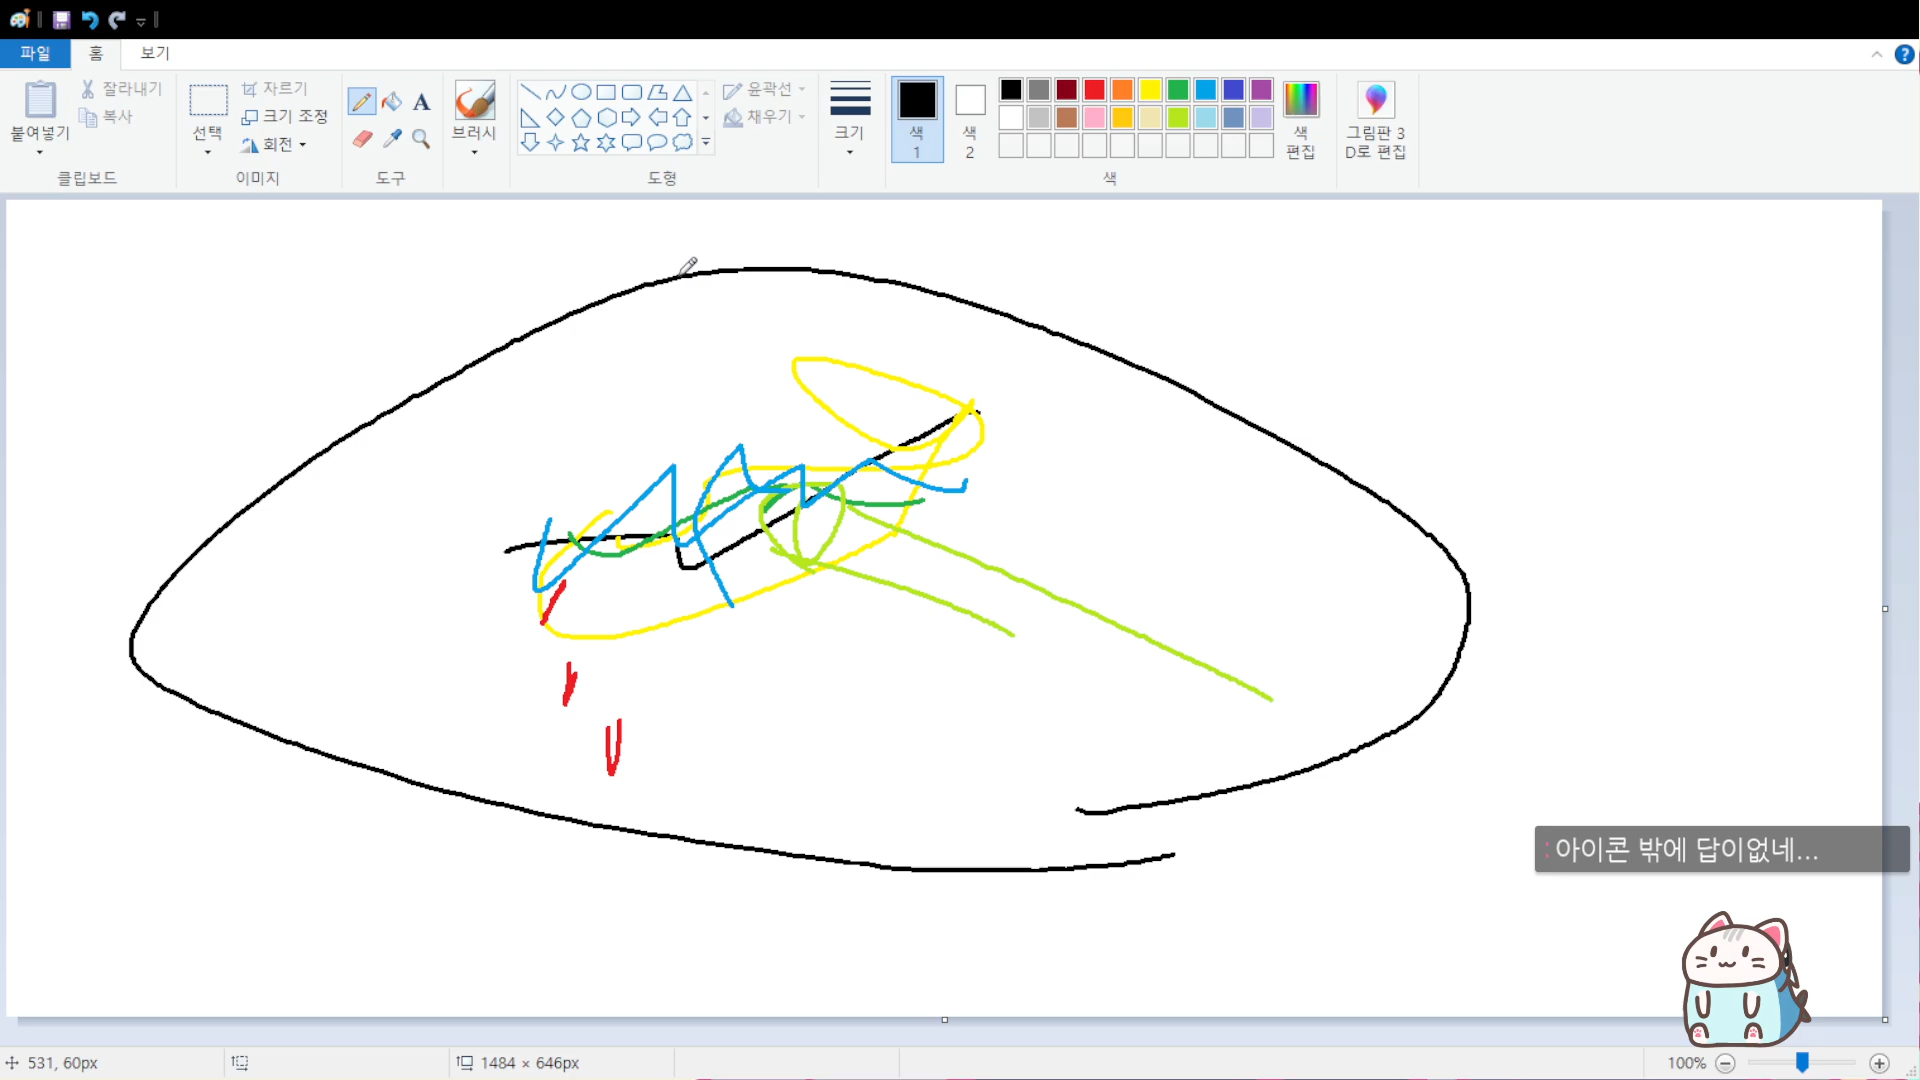 파일
홈
보기
붙여넣기
잘라내기
복사
클립보드
선택
자르기
크기 조정
회전
이미지
A
도구
브러시
윤곽선
채우기
도형
크기
색
1
색
2
색
편집
색
그림판 3
D로 편집
: 아이콘 밖에 답이없네...
531, 60px
1484 × 646px
100%